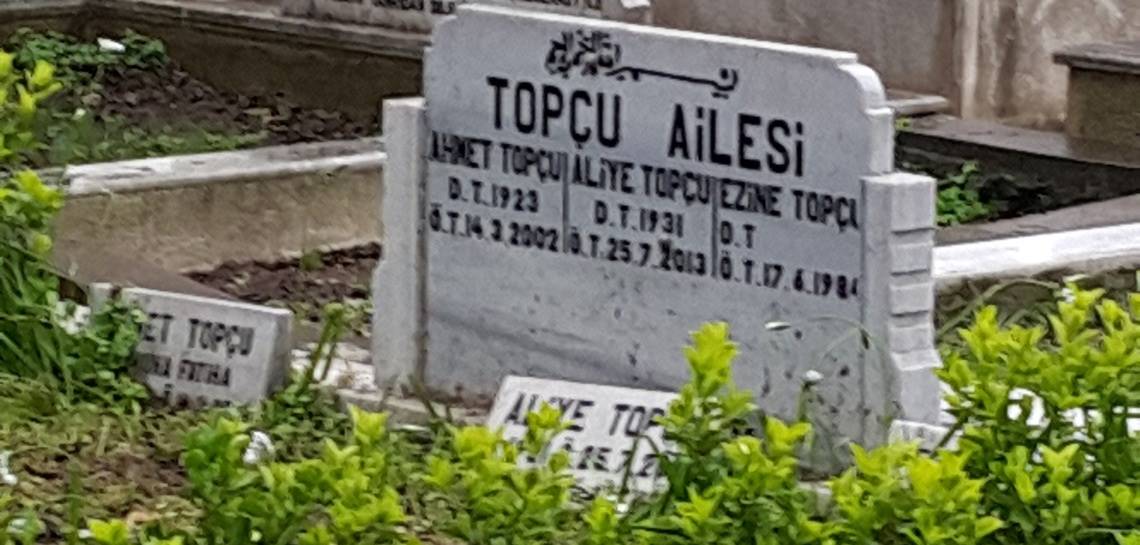 TOPÇU AİLESİ
AHMET TOPÇU
D.T.1923
Ö.T.14.3.2002
ALİYE TOPÇU
D.T.1931
Ö.T.25.7.2013
EZİNE TOPÇU
D.T
Ö.T.17.6.1984
TOPÇU
FATİHA
ALİYE